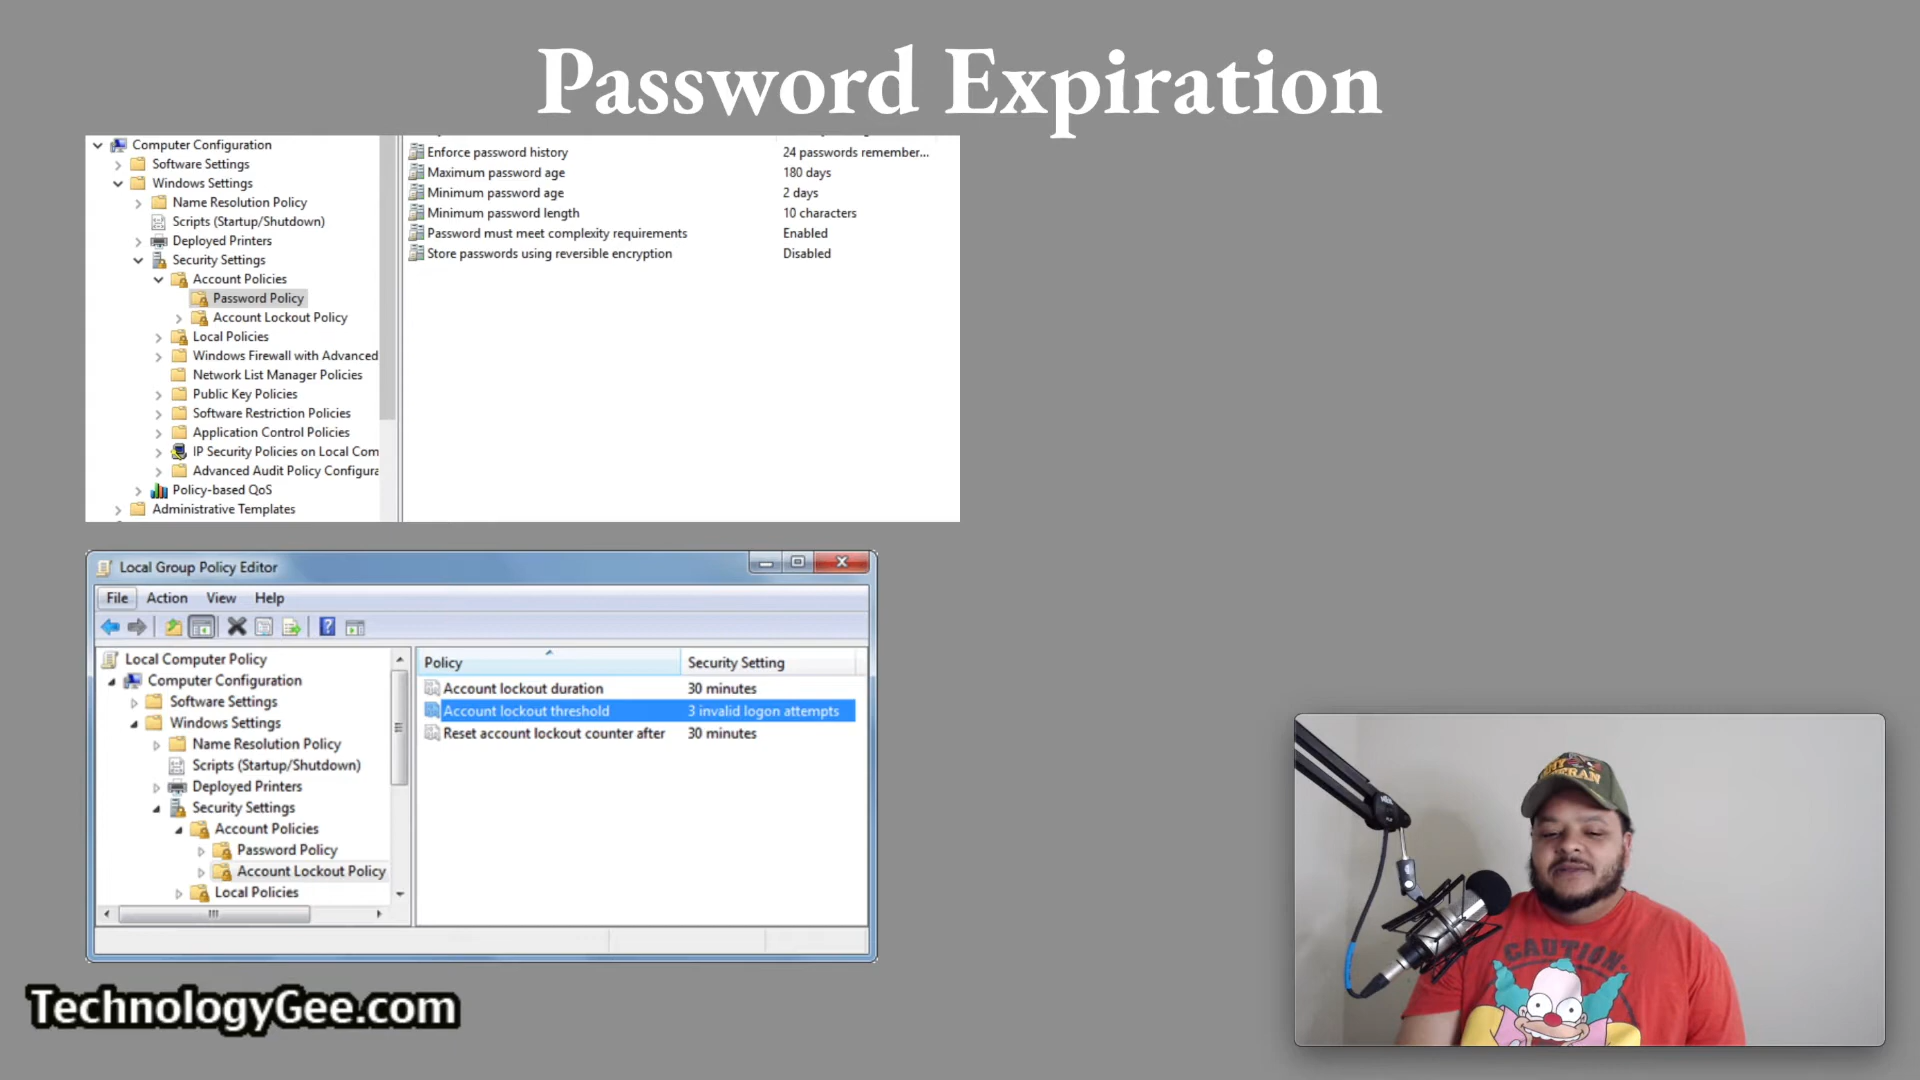 Password Expiration
Computer Configuration
Software Settings
Windows Settings
Name Resolution Policy
Scripts (Startup/Shutdown)
Deployed Printers
Security Settings
Account Policies
Password Policy
Account Lockout Policy
Local Policies
Windows Firewall with Advanced
Network List Manager Policies
Public Key Policies
Software Restriction Policies
Application Control Policies
IP Security Policies on Local Com
Advanced Audit Policy Configura
Policy-based QoS
Administrative Templates
Enforce password history 24 passwords remember...
Maximum password age 180 days
Minimum password age 2 days
Minimum password length 10 characters
Password must meet complexity requirements Enabled
Store passwords using reversible encryption Disabled
Local Group Policy Editor
File Action View Help
Local Computer Policy
Computer Configuration
Software Settings
Windows Settings
Name Resolution Policy
Scripts (Startup/Shutdown)
Deployed Printers
Security Settings
Account Policies
Password Policy
Account Lockout Policy
Local Policies
Policy Security Setting
Account lockout duration 30 minutes
Account lockout threshold 3 invalid logon attempts
Reset account lockout counter after 30 minutes
CAUTION
TechnologyGee.com